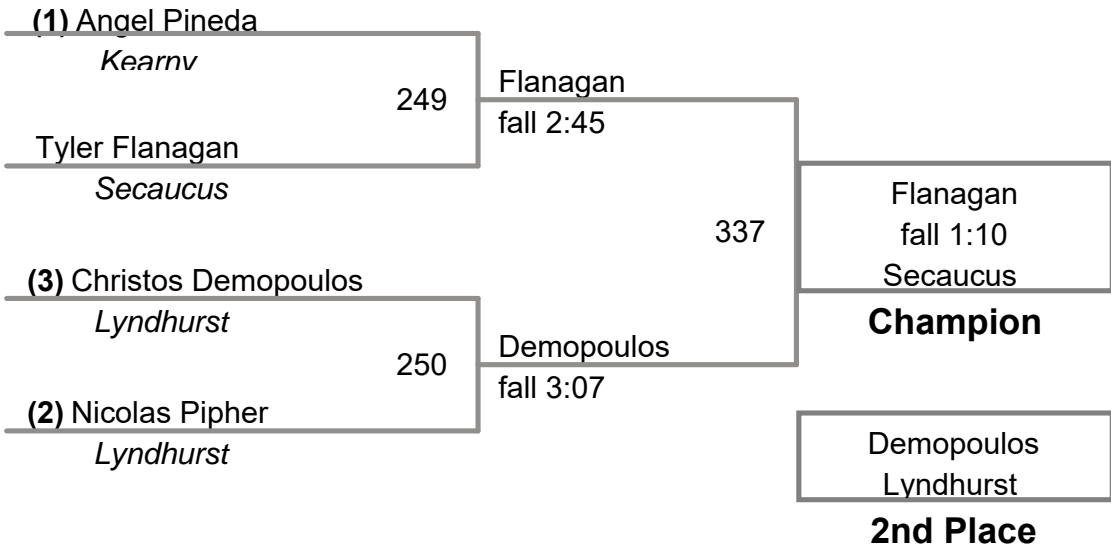 (1) Angel Pineda
Kearny
249
Tyler Flanagan
Secaucus
Flanagan
fall 2:45
(3) Christos Demopoulos
Lyndhurst
250
(2) Nicolas Pipher
Lyndhurst
Demopoulos
fall 3:07
337
Flanagan
fall 1:10
Secaucus
Champion
Demopoulos
Lyndhurst
2nd Place